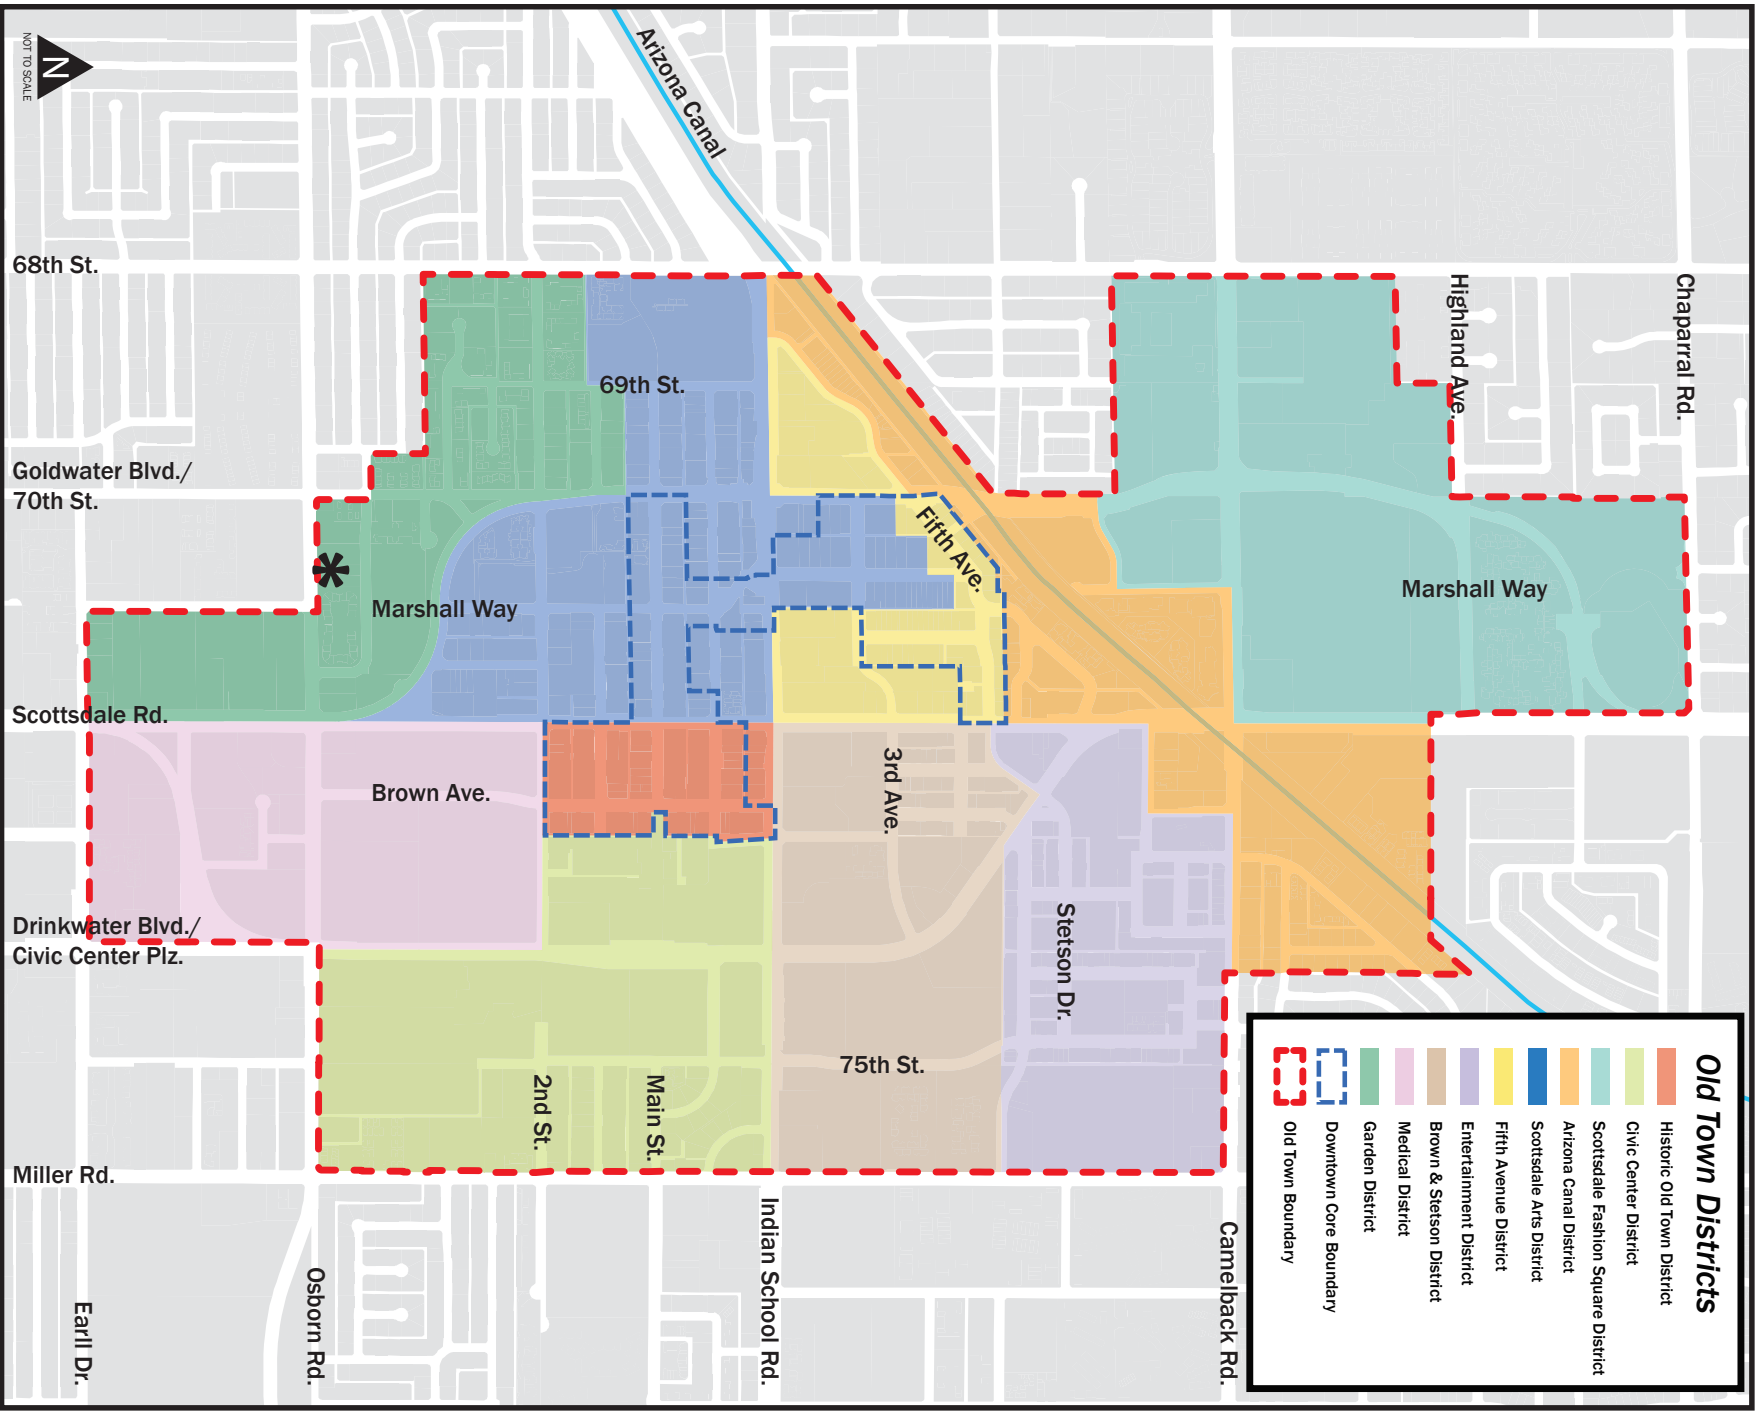 N
NOT TO SCALE
Arizona Canal
68th St.
Highland Ave.
Chaparral Rd.
69th St.
Goldwater Blvd./
70th St.
Fifth Ave.
*
Marshall Way
Marshall Way
Scottsdale Rd.
Brown Ave.
3rd Ave.
Drinkwater Blvd./
Civic Center Plz.
Stetson Dr.
75th St.
2nd St.
Main St.
Miller Rd.
Earll Dr.
Osborn Rd.
Indian School Rd.
Camelback Rd.
Old Town Districts
Historic Old Town District
Civic Center District
Scottsdale Fashion Square District
Arizona Canal District
Scottsdale Arts District
Fifth Avenue District
Entertainment District
Brown & Stetson District
Medical District
Garden District
Downtown Core Boundary
Old Town Boundary